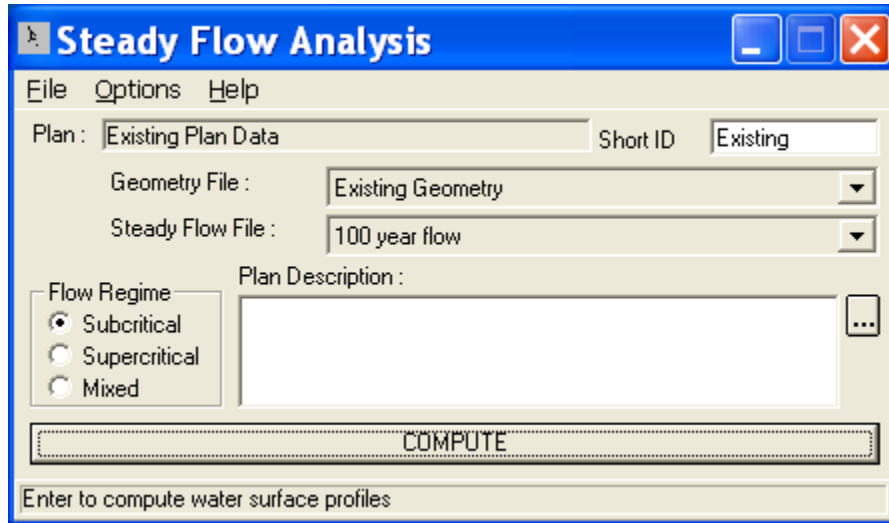 Steady Flow Analysis
File Options Help
Plan : Existing Plan Data Short ID Existing
Geometry File : Existing Geometry
Steady Flow File : 100 year flow
Plan Description :
Flow Regime
Subcritical
...
Supercritical
Mixed
COMPUTE
Enter to compute water surface profiles